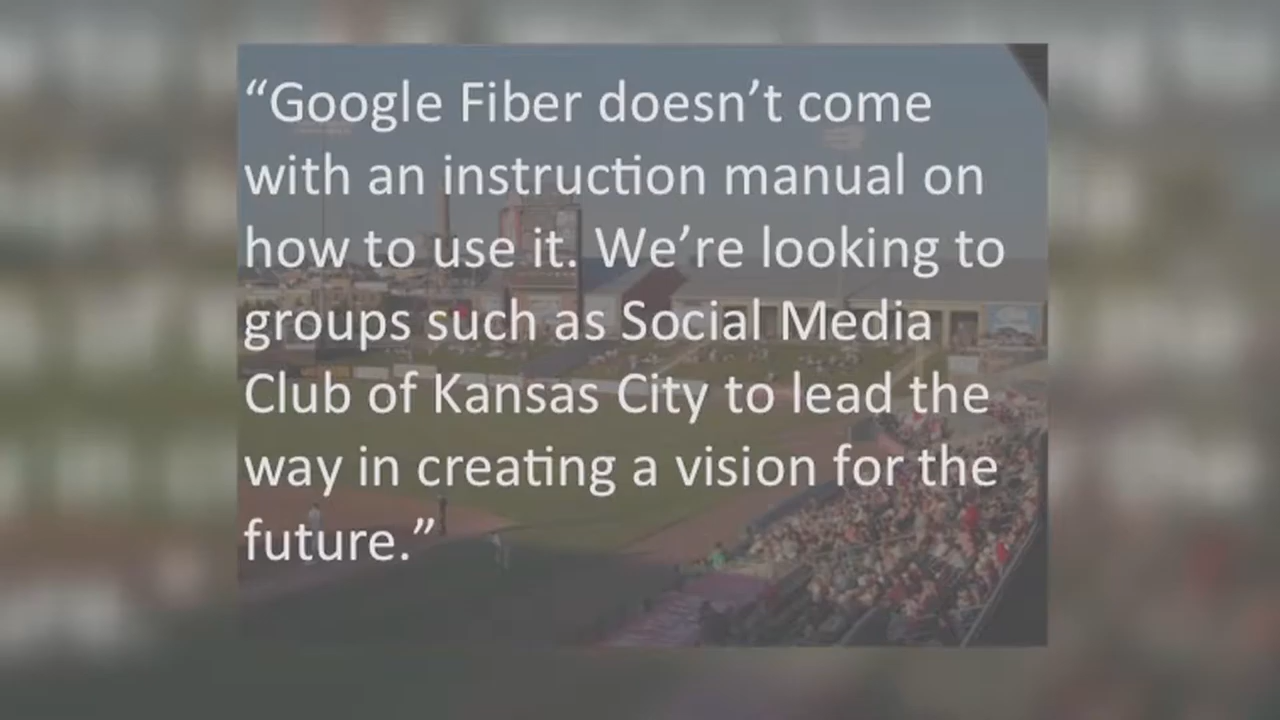 “Google Fiber doesn’t come
with an instruction manual on
how to use it. We’re looking to
groups such as Social Media
Club of Kansas City to lead the
way in creating a vision for the
future.”